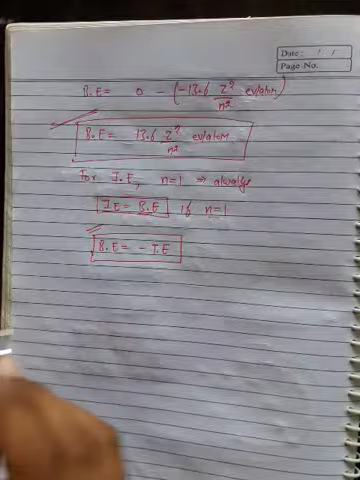 Date: / /
Page No.
B.E = 0 - (-13.6 Z²/n² ev/atom)
B.E = 13.6 Z²/n² ev/atom
For I.E, n=1 ⇒ always
I.E = B.E if n=1
B.E = - T.E